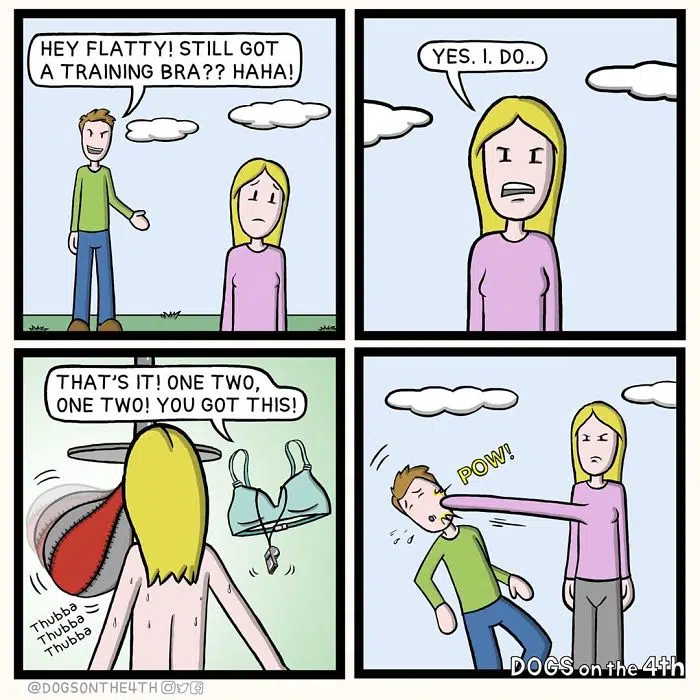 HEY FLATTY! STILL GOT
A TRAINING BRA?? HAHA!
YES. I. DO..
THAT'S IT! ONE TWO,
ONE TWO! YOU GOT THIS!
Thubba
Thubba
Thubba
POW!
@DOGSONTHE4TH
DOGS on the 4th